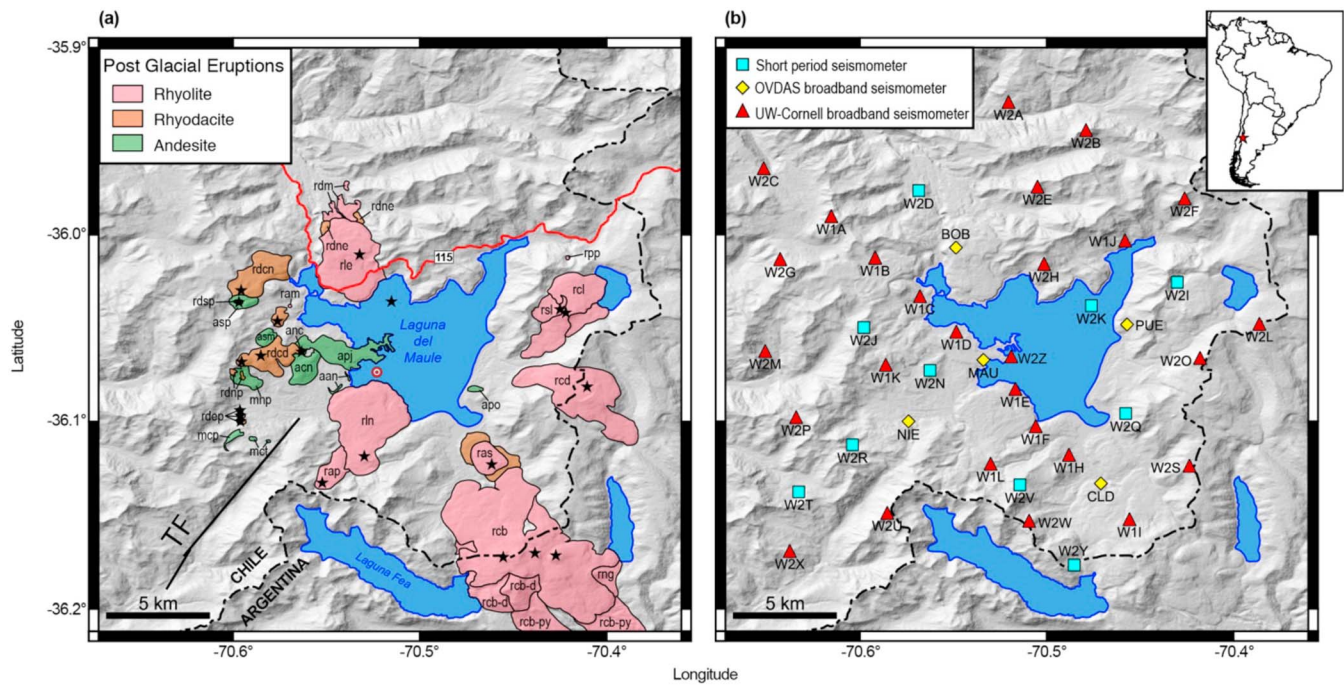 (a)
Post Glacial Eruptions
Rhyolite
Rhyodacite
Andesite
-35.9°
-36.0°
-36.1°
-36.2°
Latitude
rdm
rdne
rdne
rle
115
rpp
rdcn
rdsp
asp
ram
asm
anc
rdcd
acn
apj
aan
rdnp
mnp
rdep
mcp
mct
Laguna
del
Maule
rcl
rsl
rcd
apo
rln
rap
ras
rcb
rng
rcb-d
rcb-d
rcb-py
rcb-py
TF
CHILE
ARGENTINA
Laguna Fea
5 km
-70.6°
-70.5°
-70.4°
(b)
Short period seismometer
OVDAS broadband seismometer
UW-Cornell broadband seismometer
W2A
W2B
W2C
W2D
W2E
W2F
W1A
BOB
W1J
W2G
W1B
W2H
W2I
W1C
W2K
PUE
W2J
W1D
W2L
W2M
W1K
W2N
MAU
W2Z
W2O
W1E
W2P
NIE
W1F
W2Q
W2R
W1L
W1H
W2S
W2T
W2V
CLD
W2U
W2W
W1I
W2X
W2Y
5 km
-70.6°
-70.5°
-70.4°
Longitude